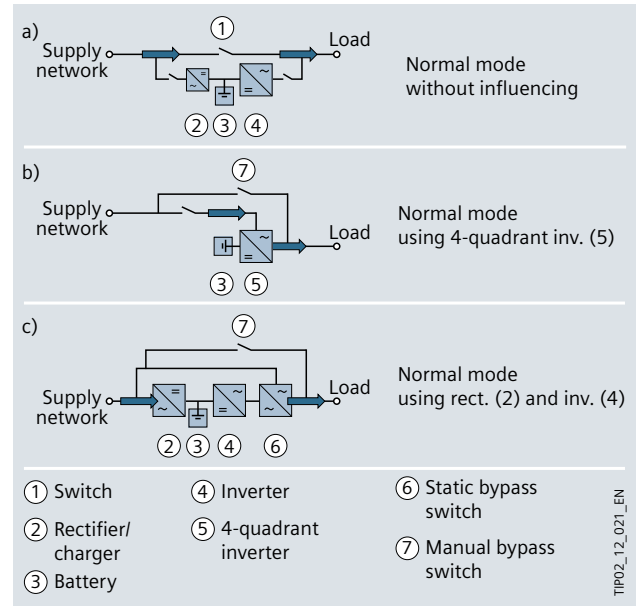 a)
Supply
network
①
Load
~
=
~
=
② ③ ④
Normal mode
without influencing
b)
Supply
network
⑦
~
=
Load
③ ⑤
Normal mode
using 4-quadrant inv. (5)
c)
Supply
network
⑦
=
~
~
=
~
~
Load
② ③ ④ ⑥
Normal mode
using rect. (2) and inv. (4)
① Switch
② Rectifier/
charger
③ Battery
④ Inverter
⑤ 4-quadrant
inverter
⑥ Static bypass
switch
⑦ Manual bypass
switch
TIP02_12_021_EN